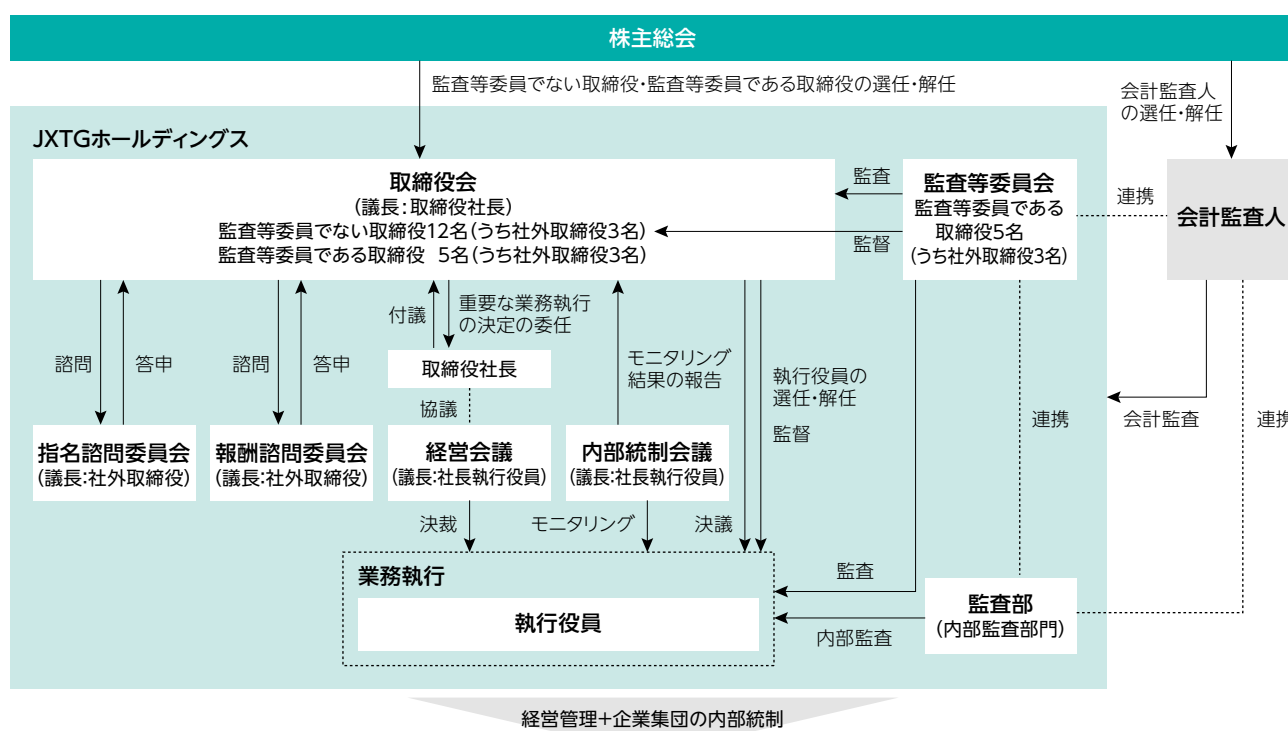 株主総会
監査等委員でない取締役・監査等委員である取締役の選任・解任
会計監査人
の選任・解任
JXTGホールディングス
取締役会
(議長:取締役社長)
監査等委員でない取締役12名(うち社外取締役3名)
監査等委員である取締役 5名(うち社外取締役3名)
監査
監督
監査等委員会
監査等委員である
取締役5名
(うち社外取締役3名)
連携
会計監査人
諮問
答申
諮問
答申
付議
重要な業務執行
の決定の委任
取締役社長
協議
モニタリング
結果の報告
執行役員の
選任・解任
監督
連携
会計監査
連携
指名諮問委員会
(議長:社外取締役)
報酬諮問委員会
(議長:社外取締役)
経営会議
(議長:社長執行役員)
内部統制会議
(議長:社長執行役員)
決裁
モニタリング
決議
業務執行
執行役員
監査
内部監査
監査部
(内部監査部門)
経営管理+企業集団の内部統制